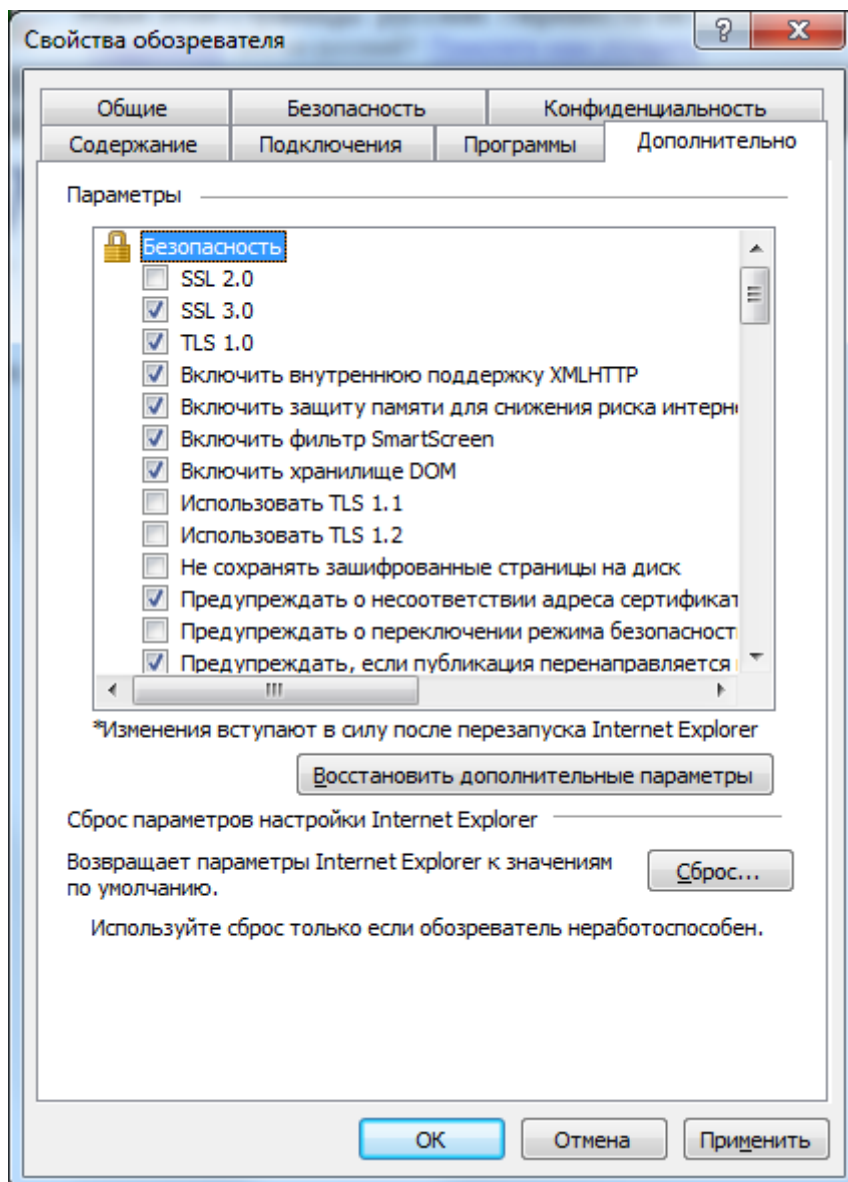 Свойства обозревателя
Общие Безопасность Конфиденциальность
Содержание Подключения Программы Дополнительно
Параметры
Безопасность
SSL 2.0
SSL 3.0
TLS 1.0
Включить внутреннюю поддержку XMLHTTP
Включить защиту памяти для снижения риска интерн
Включить фильтр SmartScreen
Включить хранилище DOM
Использовать TLS 1.1
Использовать TLS 1.2
Не сохранять зашифрованные страницы на диск
Предупреждать о несоответствии адреса сертификат
Предупреждать о переключении режима безопасност
Предупреждать, если публикация перенаправляется
*Изменения вступают в силу после перезапуска Internet Explorer
Восстановить дополнительные параметры
Сброс параметров настройки Internet Explorer
Возвращает параметры Internet Explorer к значениям
по умолчанию.
Сброс...
Используйте сброс только если обозреватель неработоспособен.
ОК Отмена Применить